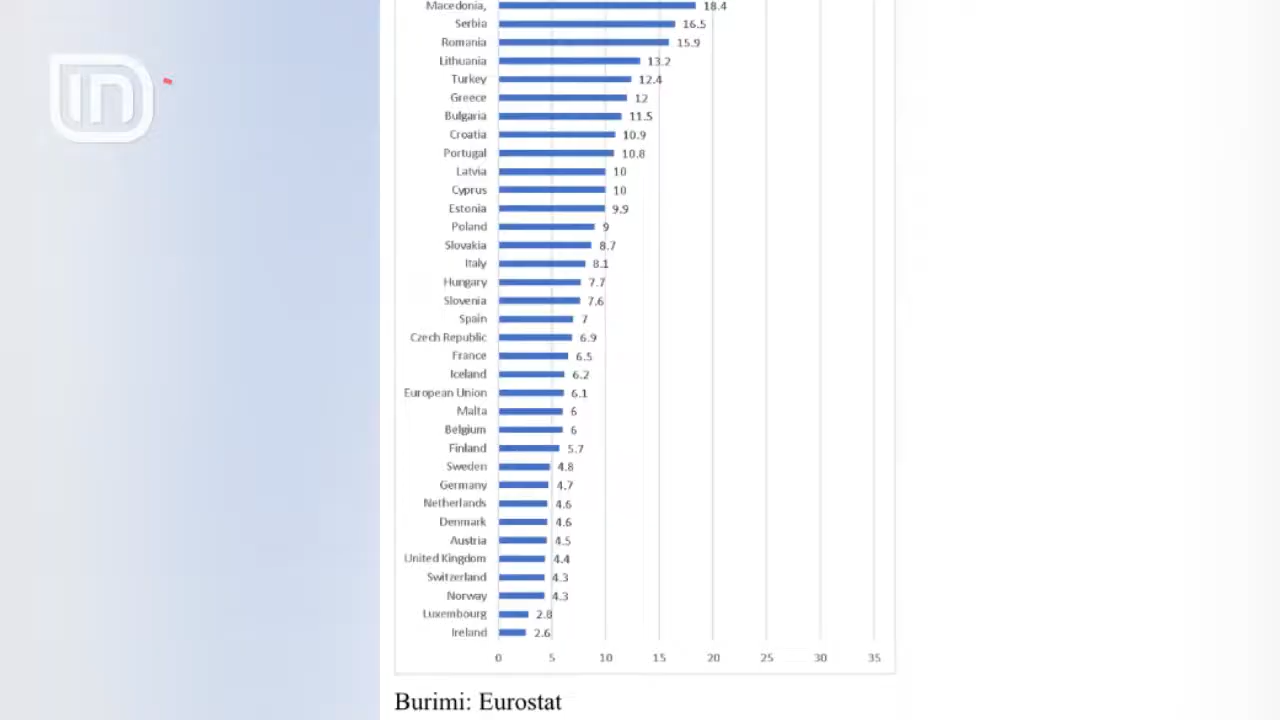 IN
Macedonia, 18.4
Serbia 16.5
Romania 15.9
Lithuania 13.2
Turkey 12.4
Greece 12
Bulgaria 11.5
Croatia 10.9
Portugal 10.8
Latvia 10
Cyprus 10
Estonia 9.9
Poland 9
Slovakia 8.7
Italy 8.1
Hungary 7.7
Slovenia 7.6
Spain 7
Czech Republic 6.9
France 6.5
Iceland 6.2
European Union 6.1
Malta 6
Belgium 6
Finland 5.7
Sweden 4.8
Germany 4.7
Netherlands 4.6
Denmark 4.6
Austria 4.5
United Kingdom 4.4
Switzerland 4.3
Norway 4.3
Luxembourg 2.8
Ireland 2.6
0 5 10 15 20 25 30 35
Burimi: Eurostat